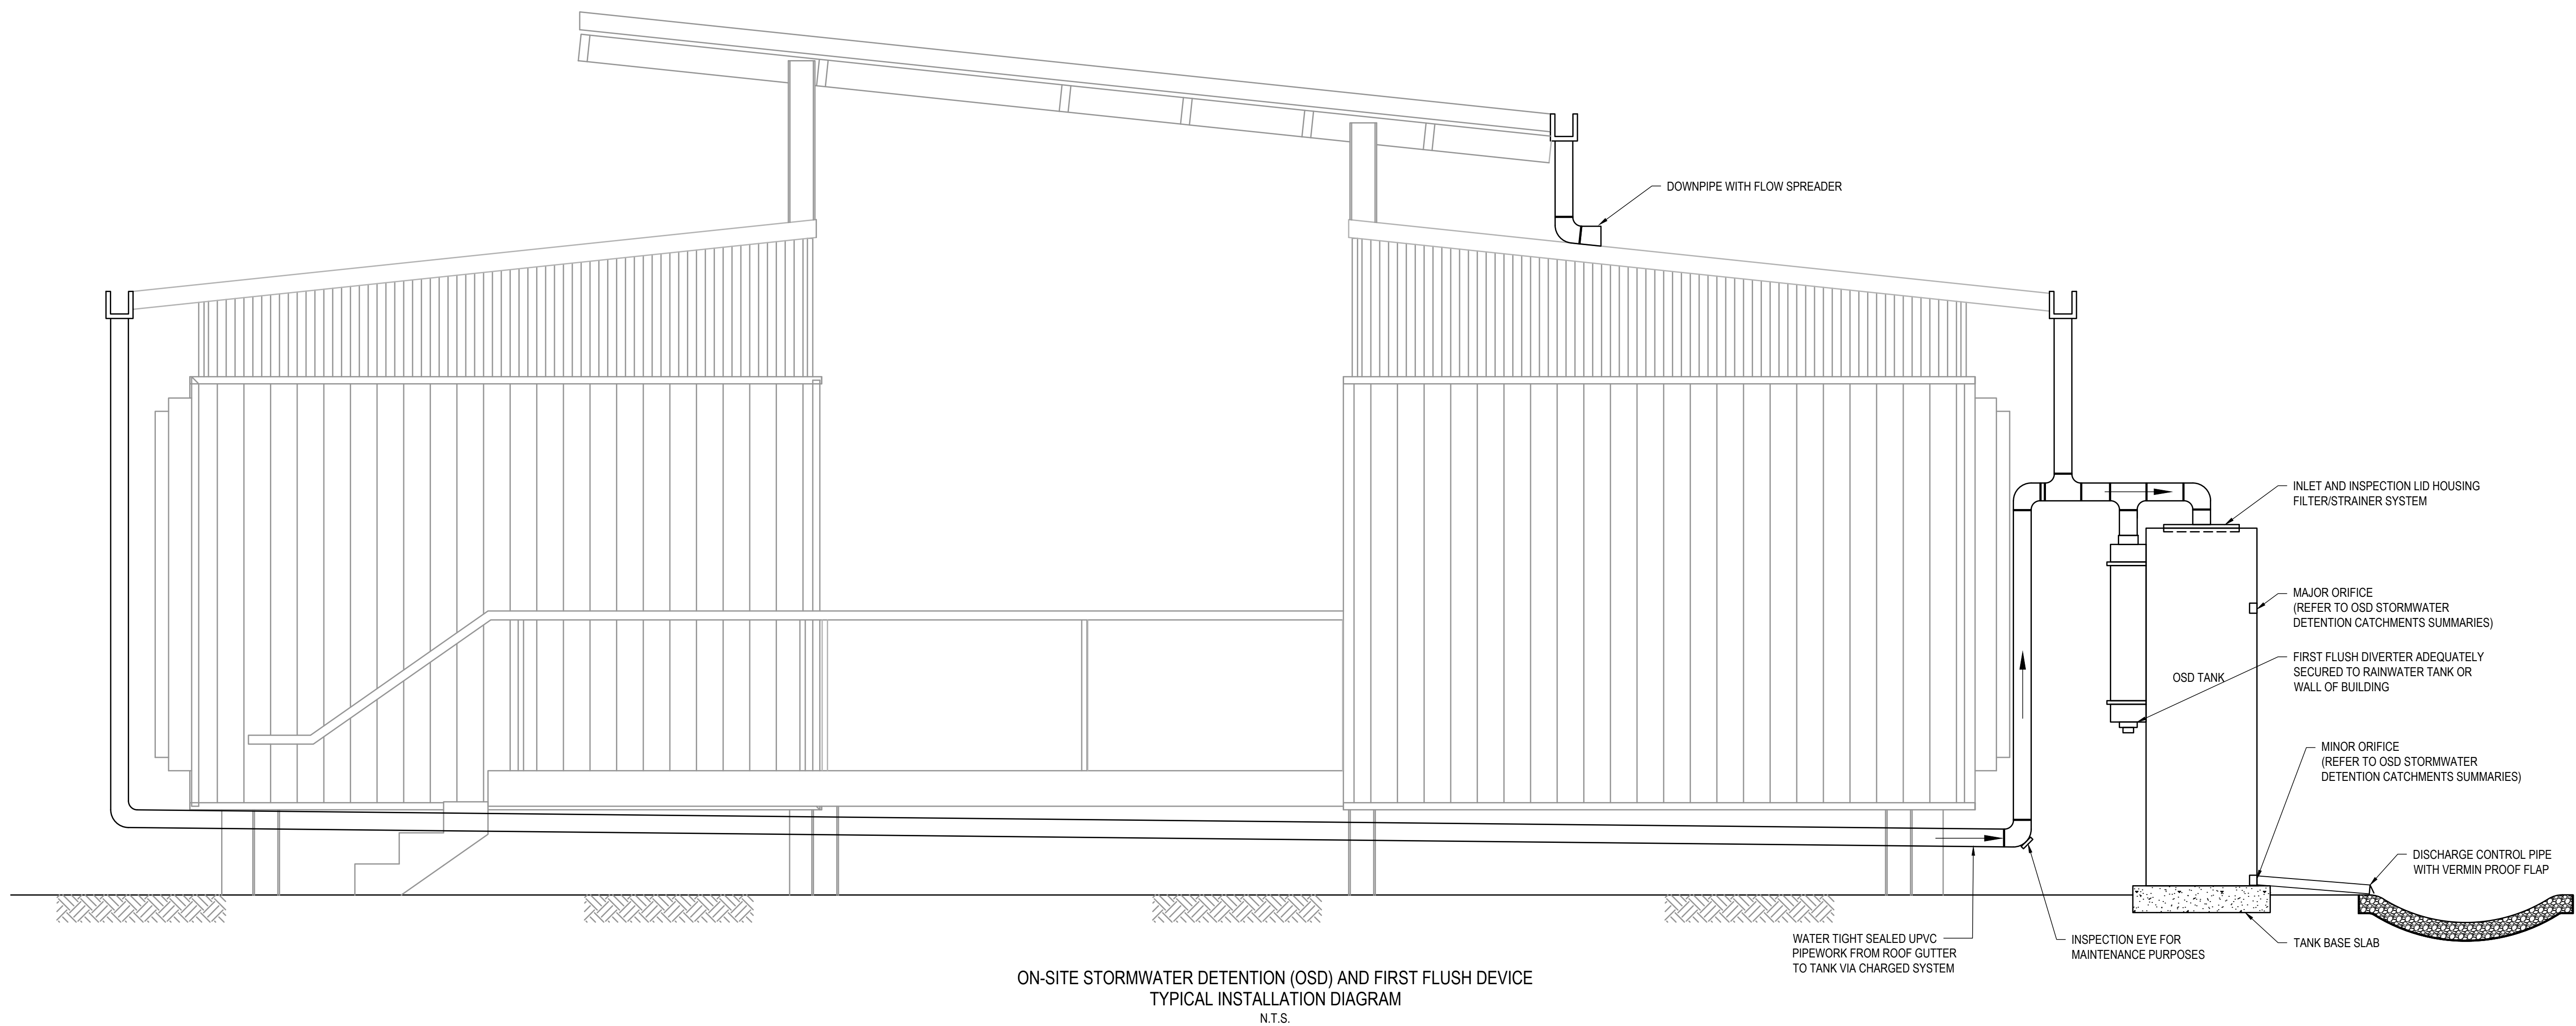 DOWNPIPE WITH FLOW SPREADER
INLET AND INSPECTION LID HOUSING
FILTER/STRAINER SYSTEM
MAJOR ORIFICE
(REFER TO OSD STORMWATER
DETENTION CATCHMENTS SUMMARIES)
FIRST FLUSH DIVERTER ADEQUATELY
SECURED TO RAINWATER TANK OR
WALL OF BUILDING
OSD TANK
MINOR ORIFICE
(REFER TO OSD STORMWATER
DETENTION CATCHMENTS SUMMARIES)
DISCHARGE CONTROL PIPE
WITH VERMIN PROOF FLAP
WATER TIGHT SEALED UPVC
PIPEWORK FROM ROOF GUTTER
TO TANK VIA CHARGED SYSTEM
INSPECTION EYE FOR
MAINTENANCE PURPOSES
TANK BASE SLAB
ON-SITE STORMWATER DETENTION (OSD) AND FIRST FLUSH DEVICE
TYPICAL INSTALLATION DIAGRAM
N.T.S.